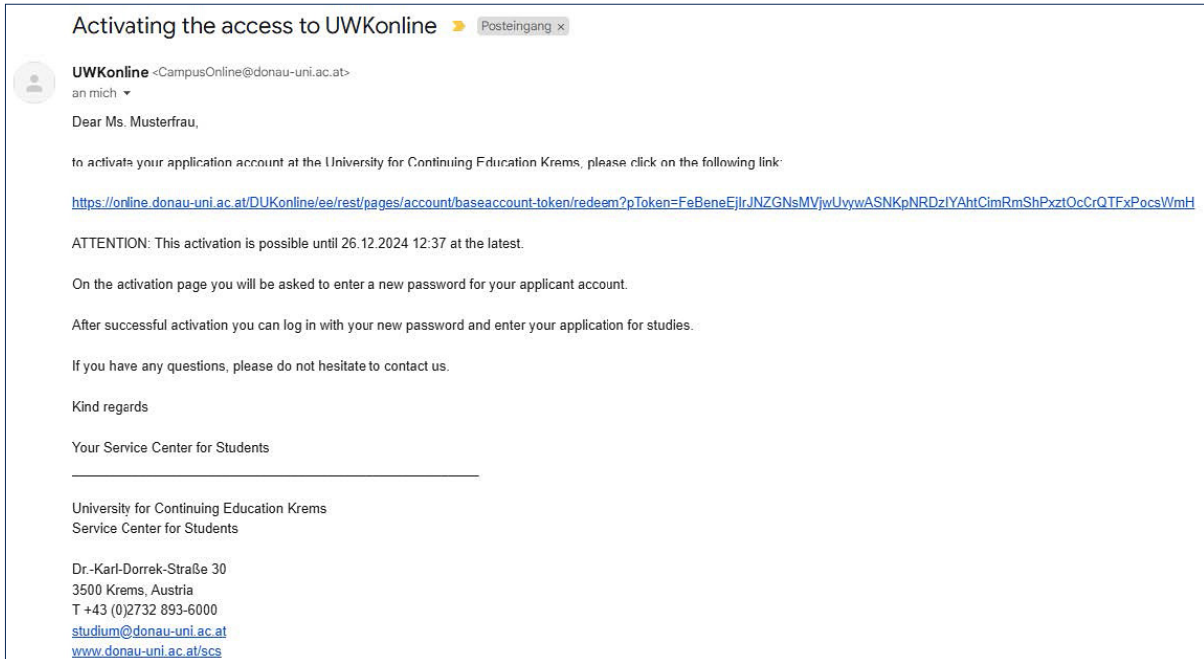 Activating the access to UWKonline Posteingang ×
UWKonline <CampusOnline@donau-uni.ac.at>
an mich
Dear Ms. Musterfrau,
to activate your application account at the University for Continuing Education Krems, please click on the following link:
https://online.donau-uni.ac.at/DUKonline/ee/rest/pages/account/baseaccount-token/redeem?pToken=FeBeneEjIrJNZGNsMVjwUvywASNKpNRDzIYAhtCimRmShPxztOcCrQTFxPocsWmH
ATTENTION: This activation is possible until 26.12.2024 12:37 at the latest.
On the activation page you will be asked to enter a new password for your applicant account.
After successful activation you can log in with your new password and enter your application for studies.
If you have any questions, please do not hesitate to contact us.
Kind regards
Your Service Center for Students
University for Continuing Education Krems
Service Center for Students
Dr.-Karl-Dorrek-Straße 30
3500 Krems, Austria
T +43 (0)2732 893-6000
studium@donau-uni.ac.at
www.donau-uni.ac.at/scs